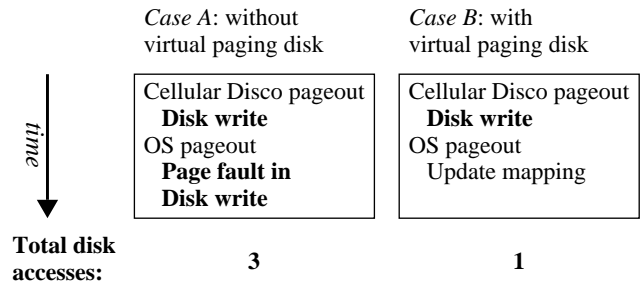 Case A: without
virtual paging disk
Case B: with
virtual paging disk
time
Cellular Disco pageout
Disk write
OS pageout
Page fault in
Disk write
Cellular Disco pageout
Disk write
OS pageout
Update mapping
Total disk
accesses:
3
1